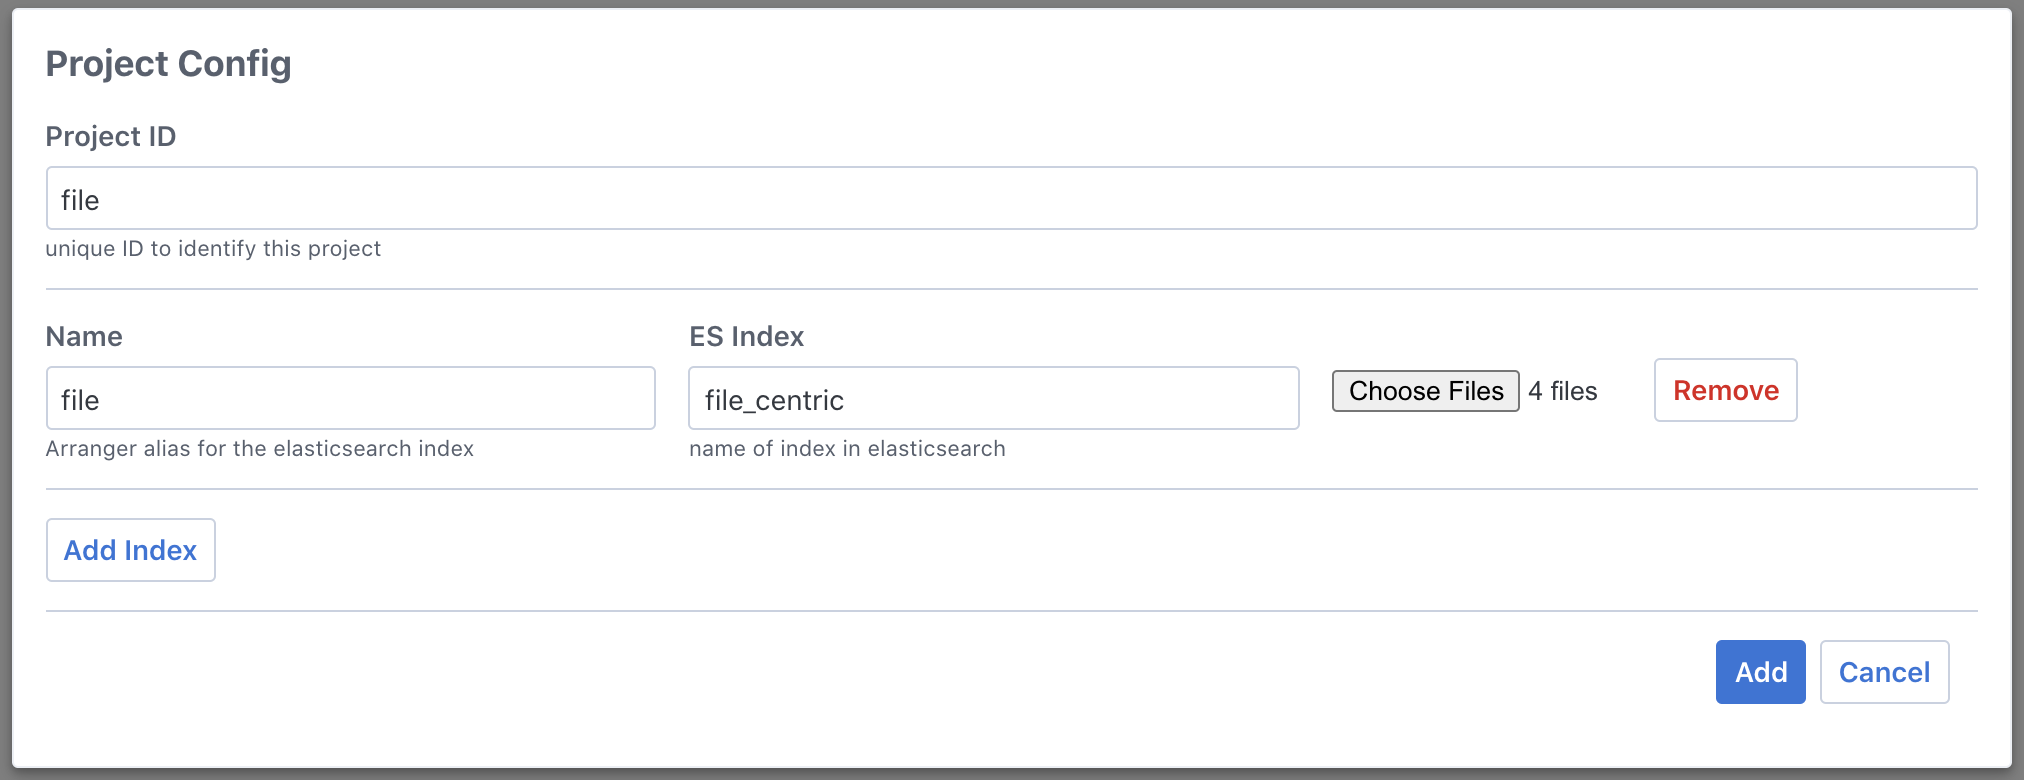 Project Config
Project ID
file
unique ID to identify this project
Name
ES Index
file
file_centric
Choose Files 4 files
Remove
Arranger alias for the elasticsearch index
name of index in elasticsearch
Add Index
Add
Cancel